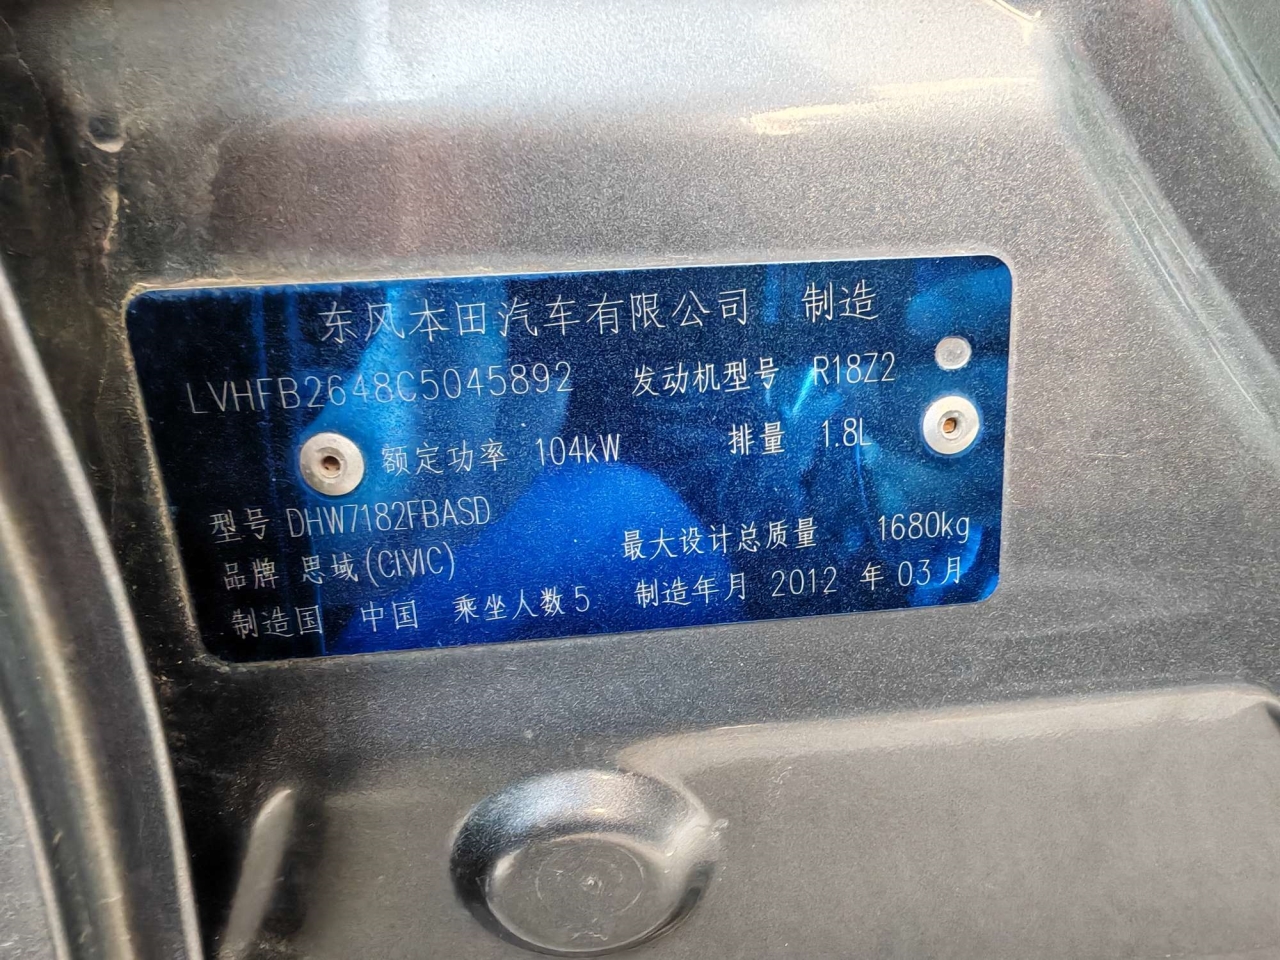 东风本田汽车有限公司 制造
LVHFB2648C5045892 发动机型号 R18Z2
额定功率 104kW 排量 1.8L
型号 DHW7182FBASD
最大设计总质量 1680kg
品牌 思域(CIVIC)
制造国 中国 乘坐人数 5 制造年月 2012 年 03 月